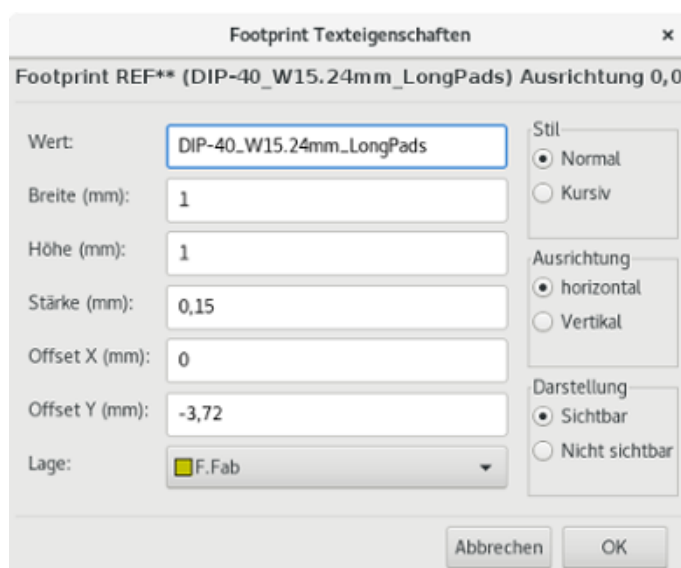 Footprint Texteigenschaften ×
Footprint REF** (DIP-40_W15.24mm_LongPads) Ausrichtung 0,0
Wert: DIP-40_W15.24mm_LongPads
Breite (mm): 1
Höhe (mm): 1
Stärke (mm): 0,15
Offset X (mm): 0
Offset Y (mm): -3,72
Lage: F.Fab
Stil
Normal
Kursiv
Ausrichtung
horizontal
Vertikal
Darstellung
Sichtbar
Nicht sichtbar
Abbrechen OK